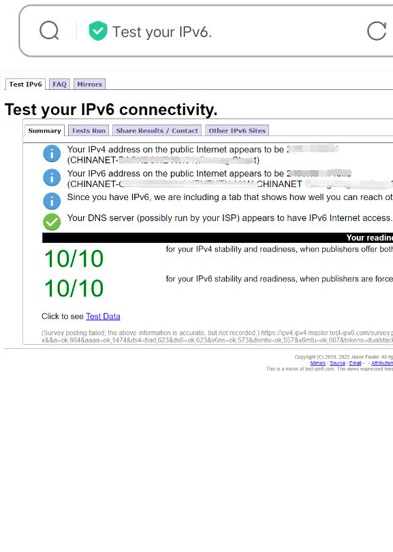 Test your IPv6.
Test IPv6 FAQ Mirrors
Test your IPv6 connectivity.
Summary Tests Run Share Results / Contact Other IPv6 Sites
Your IPv4 address on the public Internet appears to be 2
(CHINANET- t)
Your IPv6 address on the public Internet appears to be 2
(CHINANET- CHINANET
Since you have IPv6, we are including a tab that shows how well you can reach ot
Your DNS server (possibly run by your ISP) appears to have IPv6 Internet access.
Your readine
10/10 for your IPv4 stability and readiness, when publishers offer both
10/10 for your IPv6 stability and readiness, when publishers are force
Click to see Test Data
(Survey posting failed; the above information is accurate, but not recorded.) https://ipv4.ipv4.master.test-ipv6.com/survey.p
x&&a=ok,864&aaaa=ok,1474&ds4=bad,623&ds6=ok,623&v6ns=ok,573&dnsmtu=ok,557&v6mtu=ok,607&tokens=dualstack
Copyright (C) 2010, 2022 Jason Fesler. All rig
Mirrors | Source | Email - - Attribution
This is a mirror of test-ipv6.com. The views expressed here